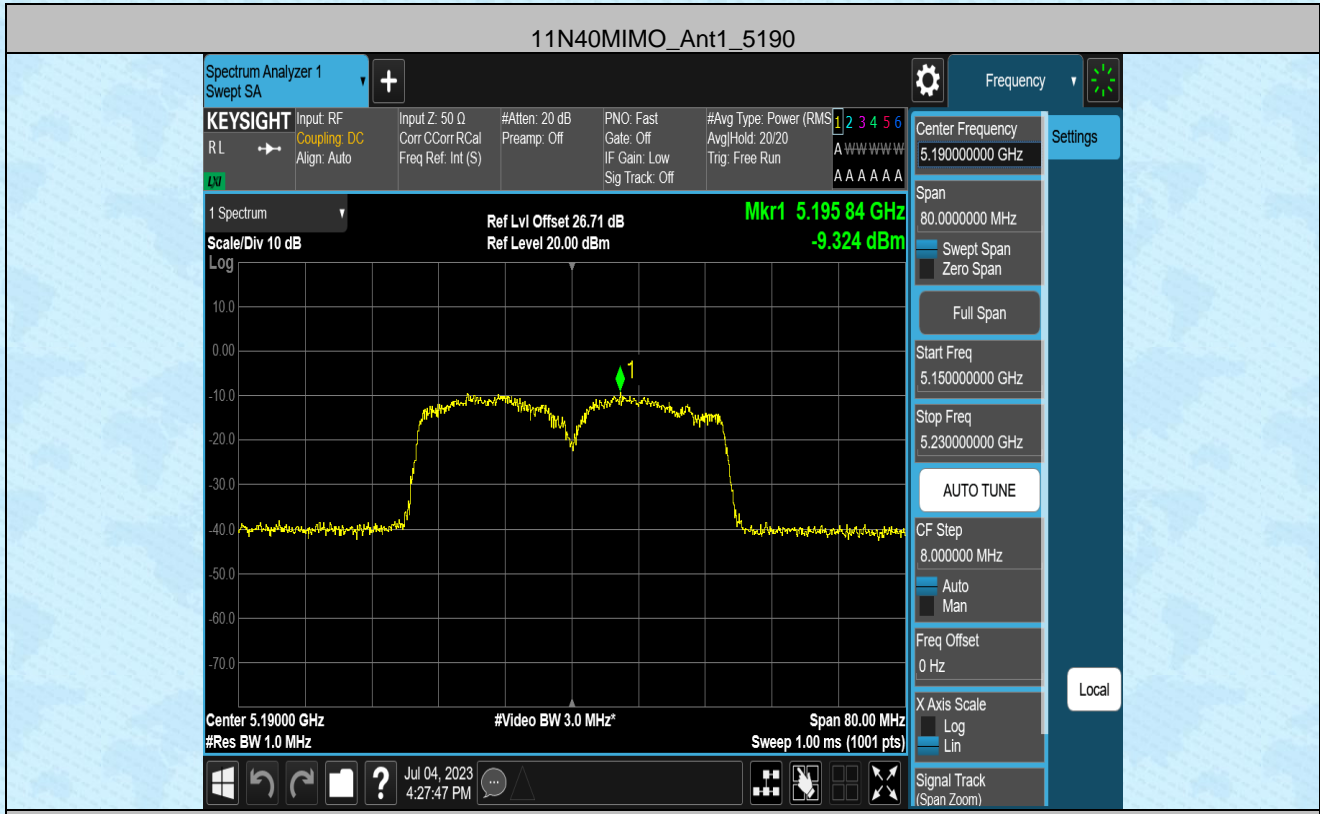 11N40MIMO_Ant1_5190
Spectrum Analyzer 1
Swept SA
Frequency
KEYSIGHT
R L
LXI
Input: RF
Coupling: DC
Align: Auto
Input Z: 50 Ω
Corr CCorr RCal
Freq Ref: Int (S)
#Atten: 20 dB
Preamp: Off
PNO: Fast
Gate: Off
IF Gain: Low
Sig Track: Off
#Avg Type: Power (RMS
Avg|Hold: 20/20
Trig: Free Run
1 2 3 4 5 6
A W W W W W
A A A A A A
1 Spectrum
Scale/Div 10 dB
Log
Ref Lvl Offset 26.71 dB
Ref Level 20.00 dBm
Mkr1 5.195 84 GHz
-9.324 dBm
10.0
0.00
-10.0
-20.0
-30.0
-40.0
-50.0
-60.0
-70.0
1
Center 5.19000 GHz
#Res BW 1.0 MHz
#Video BW 3.0 MHz*
Span 80.00 MHz
Sweep 1.00 ms (1001 pts)
Jul 04, 2023
4:27:47 PM
?
Center Frequency
5.190000000 GHz
Settings
Span
80.0000000 MHz
Swept Span
Zero Span
Full Span
Start Freq
5.150000000 GHz
Stop Freq
5.230000000 GHz
AUTO TUNE
CF Step
8.000000 MHz
Auto
Man
Freq Offset
0 Hz
X Axis Scale
Log
Lin
Local
Signal Track
(Span Zoom)